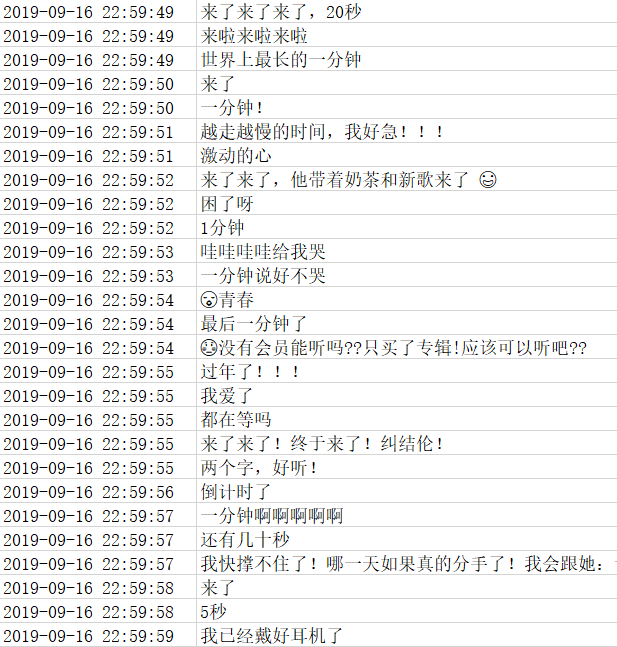 2019-09-16 22:59:49 来了来了来了，20秒
2019-09-16 22:59:49 来啦来啦来啦
2019-09-16 22:59:49 世界上最长的一分钟
2019-09-16 22:59:50 来了
2019-09-16 22:59:50 一分钟！
2019-09-16 22:59:51 越走越慢的时间，我好急！！！
2019-09-16 22:59:51 激动的心
2019-09-16 22:59:52 来了来了，他带着奶茶和新歌来了
2019-09-16 22:59:52 困了呀
2019-09-16 22:59:52 1分钟
2019-09-16 22:59:53 哇哇哇哇给我哭
2019-09-16 22:59:53 一分钟说好不哭
2019-09-16 22:59:54 青春
2019-09-16 22:59:54 最后一分钟了
2019-09-16 22:59:54 没有会员能听吗??只买了专辑!应该可以听吧??
2019-09-16 22:59:55 过年了！！！
2019-09-16 22:59:55 我爱了
2019-09-16 22:59:55 都在等吗
2019-09-16 22:59:55 来了来了！终于来了！纠结伦！
2019-09-16 22:59:55 两个字，好听！
2019-09-16 22:59:56 倒计时了
2019-09-16 22:59:57 一分钟啊啊啊啊啊
2019-09-16 22:59:57 还有几十秒
2019-09-16 22:59:57 我快撑不住了！哪一天如果真的分手了！我会跟她：
2019-09-16 22:59:58 来了
2019-09-16 22:59:58 5秒
2019-09-16 22:59:59 我已经戴好耳机了